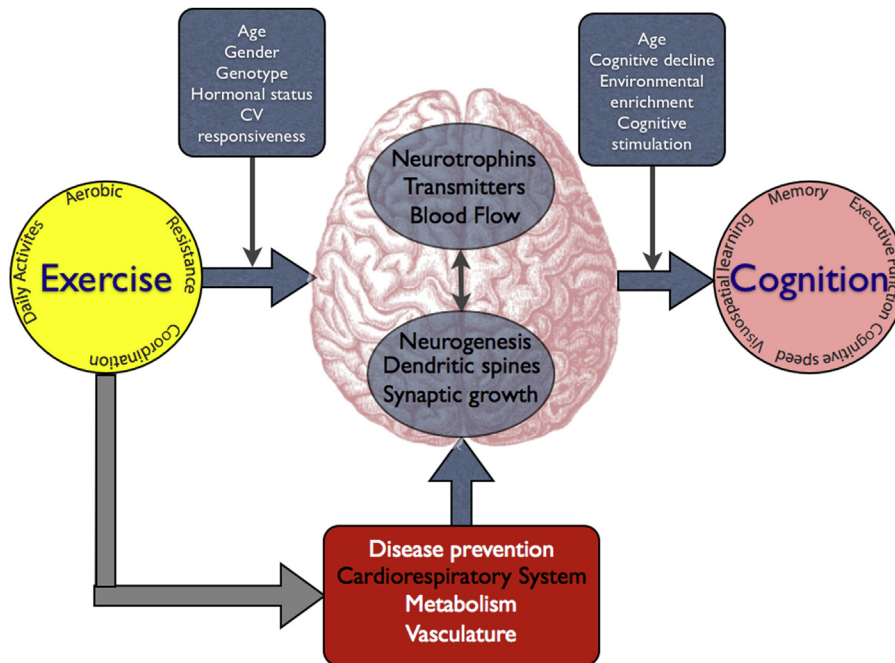 Age
Gender
Genotype
Hormonal status
CV
responsiveness
Age
Cognitive decline
Environmental
enrichment
Cognitive
stimulation
Neurotrophins
Transmitters
Blood Flow
Daily Activites
Aerobic
Resistance
Coordination
Exercise
Visuospatial learning
Memory
Executive Function
Cognitive speed
Cognition
Neurogenesis
Dendritic spines
Synaptic growth
Disease prevention
Cardiorespiratory System
Metabolism
Vasculature